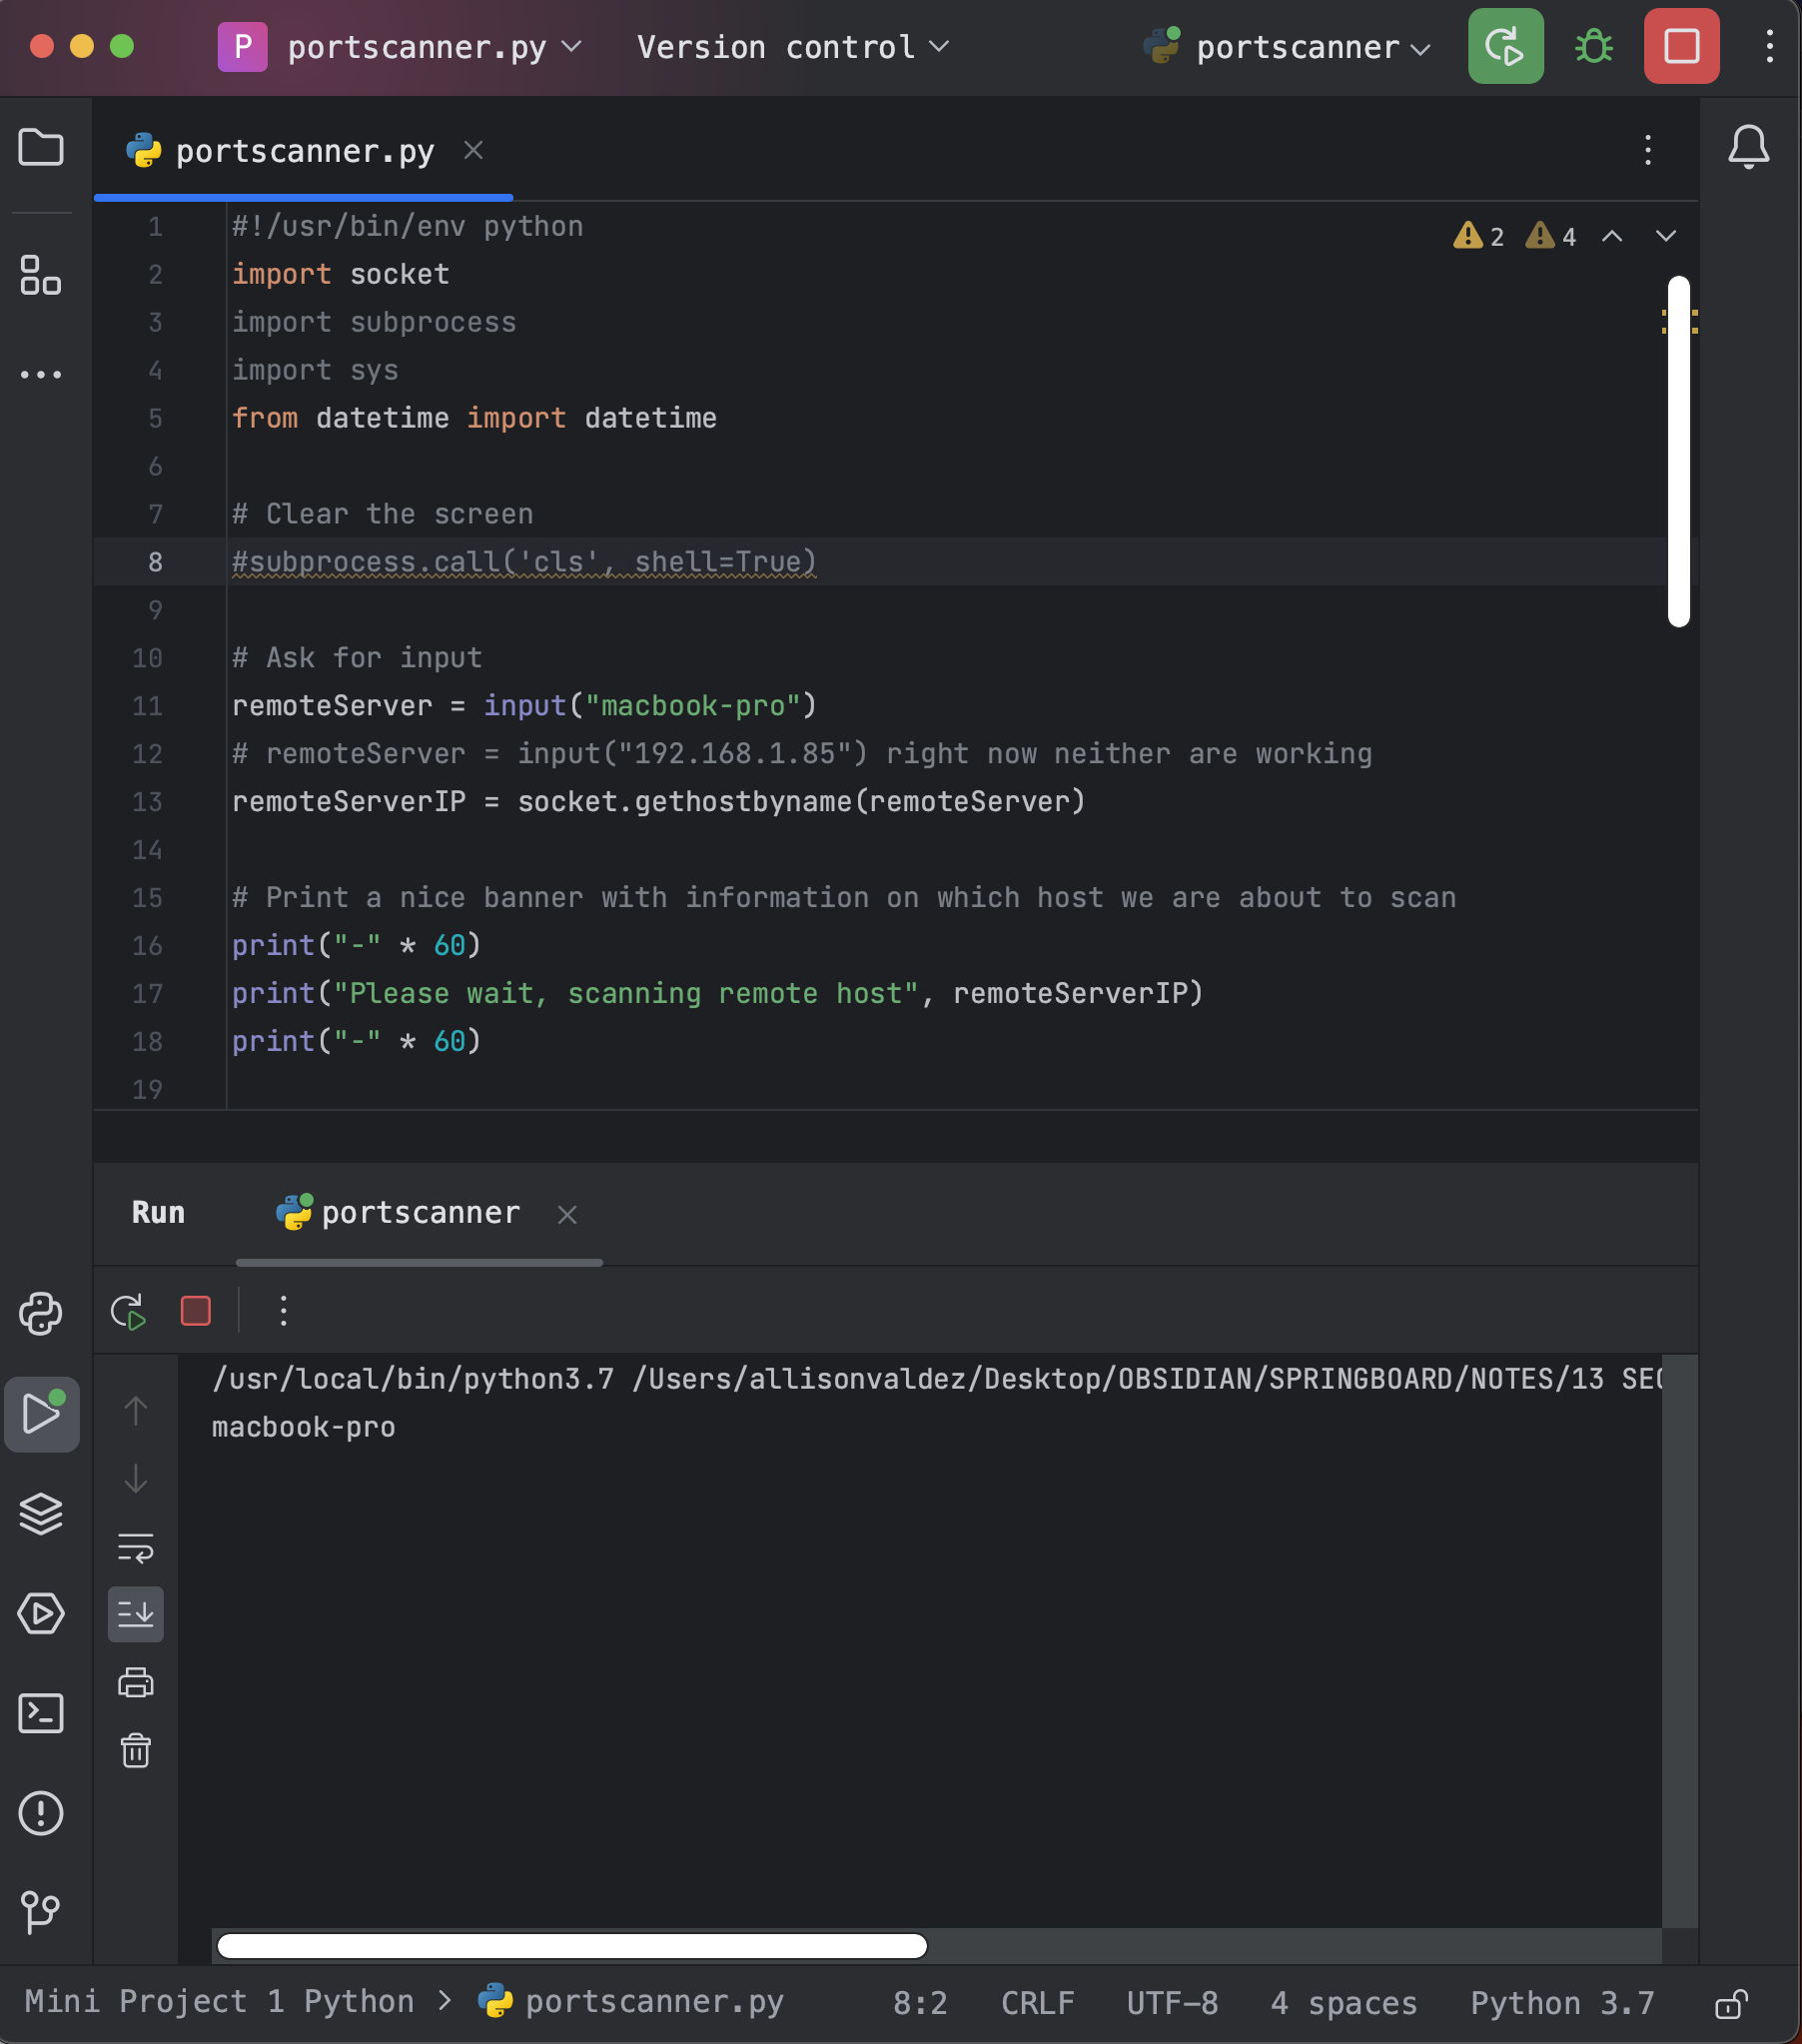 P portscanner.py Version control portscanner
portscanner.py
2 4
1 #!/usr/bin/env python
2 import socket
3 import subprocess
4 import sys
5 from datetime import datetime
6
7 # Clear the screen
8 #subprocess.call('cls', shell=True)
9
10 # Ask for input
11 remoteServer = input("macbook-pro")
12 # remoteServer = input("192.168.1.85") right now neither are working
13 remoteServerIP = socket.gethostbyname(remoteServer)
14
15 # Print a nice banner with information on which host we are about to scan
16 print("-" * 60)
17 print("Please wait, scanning remote host", remoteServerIP)
18 print("-" * 60)
19
Run portscanner
/usr/local/bin/python3.7 /Users/allisonvaldez/Desktop/OBSIDIAN/SPRINGBOARD/NOTES/13 SEC
macbook-pro
Mini Project 1 Python > portscanner.py 8:2 CRLF UTF-8 4 spaces Python 3.7